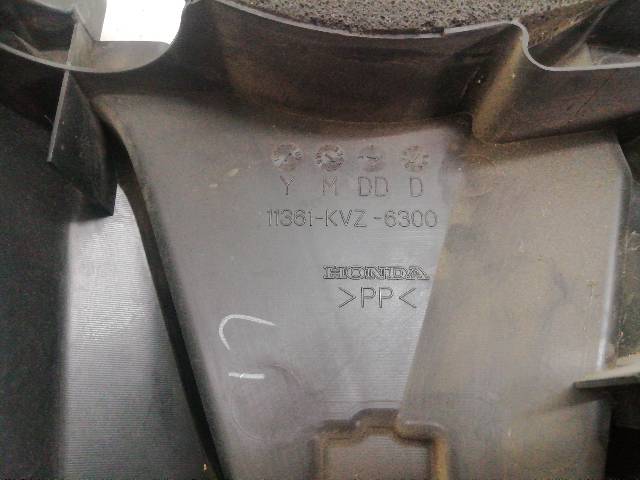 Y M DD D
11361-KVZ-6300
HONDA
>PP<